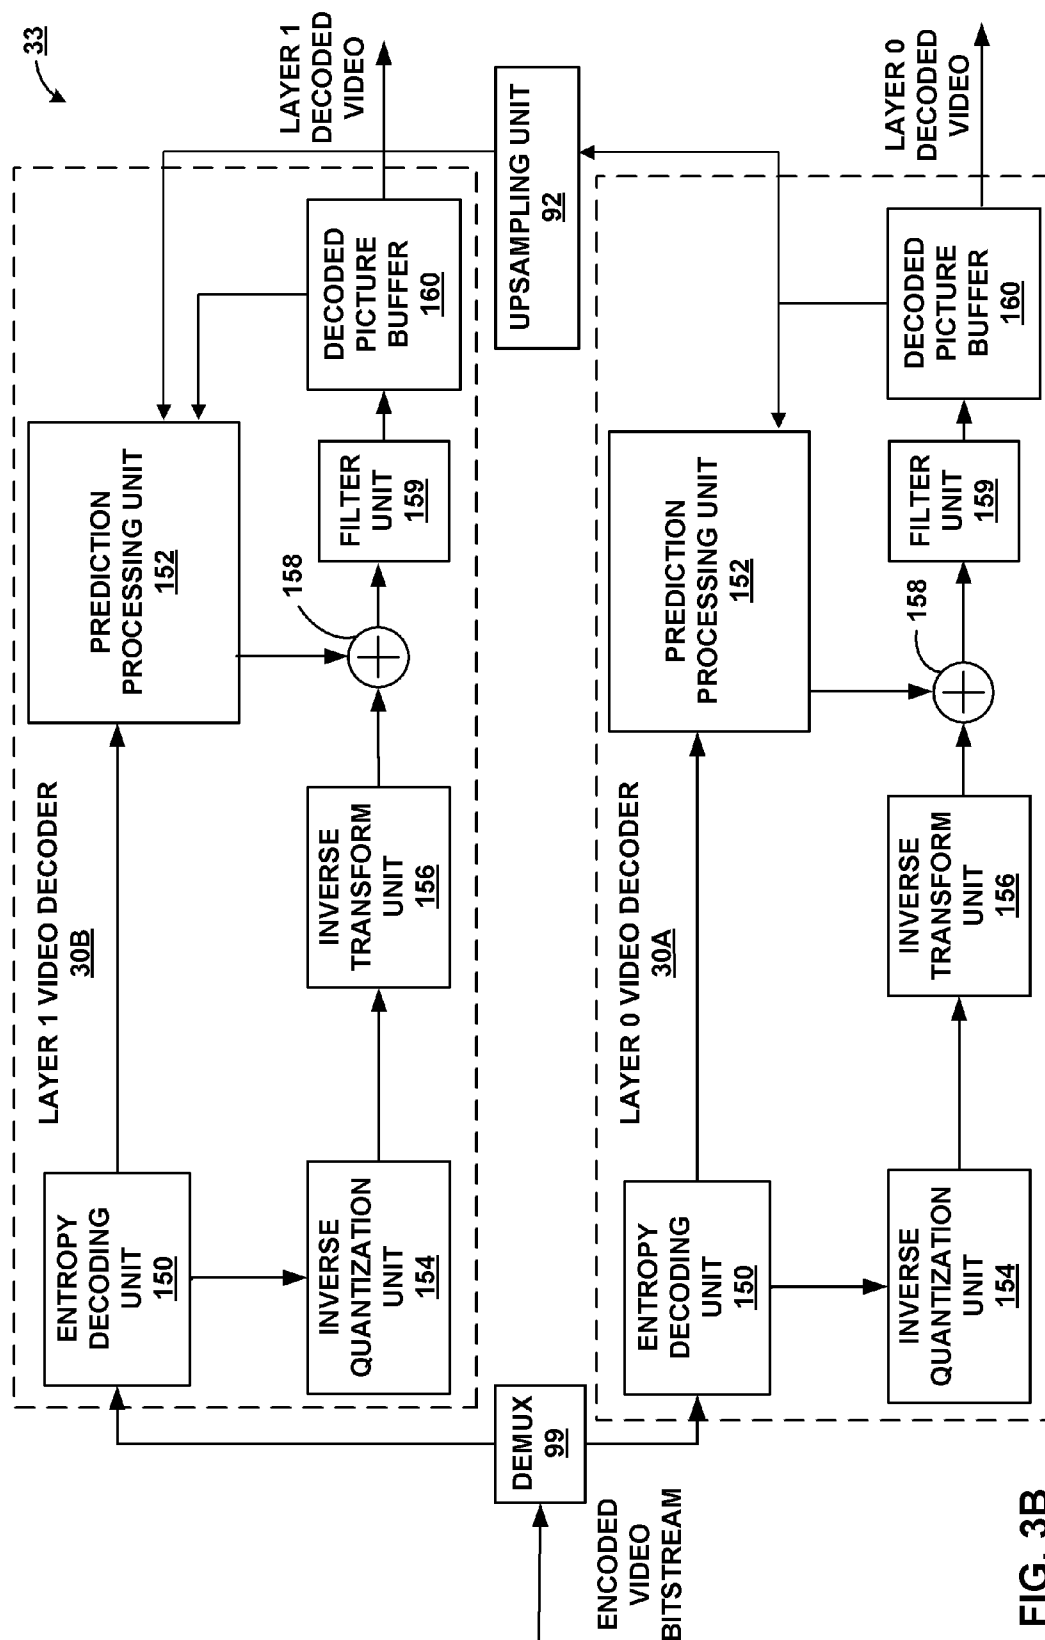 33
LAYER 1 VIDEO DECODER
30B
ENTROPY
DECODING
UNIT
150
PREDICTION
PROCESSING UNIT
152
INVERSE
QUANTIZATION
UNIT
154
INVERSE
TRANSFORM
UNIT
156
158
FILTER
UNIT
159
DECODED
PICTURE
BUFFER
160
LAYER 1
DECODED
VIDEO
ENCODED
VIDEO
BITSTREAM
DEMUX
99
UPSAMPLING UNIT
92
LAYER 0 VIDEO DECODER
30A
ENTROPY
DECODING
UNIT
150
PREDICTION
PROCESSING UNIT
152
INVERSE
QUANTIZATION
UNIT
154
INVERSE
TRANSFORM
UNIT
156
158
FILTER
UNIT
159
DECODED
PICTURE
BUFFER
160
LAYER 0
DECODED
VIDEO
FIG. 3B